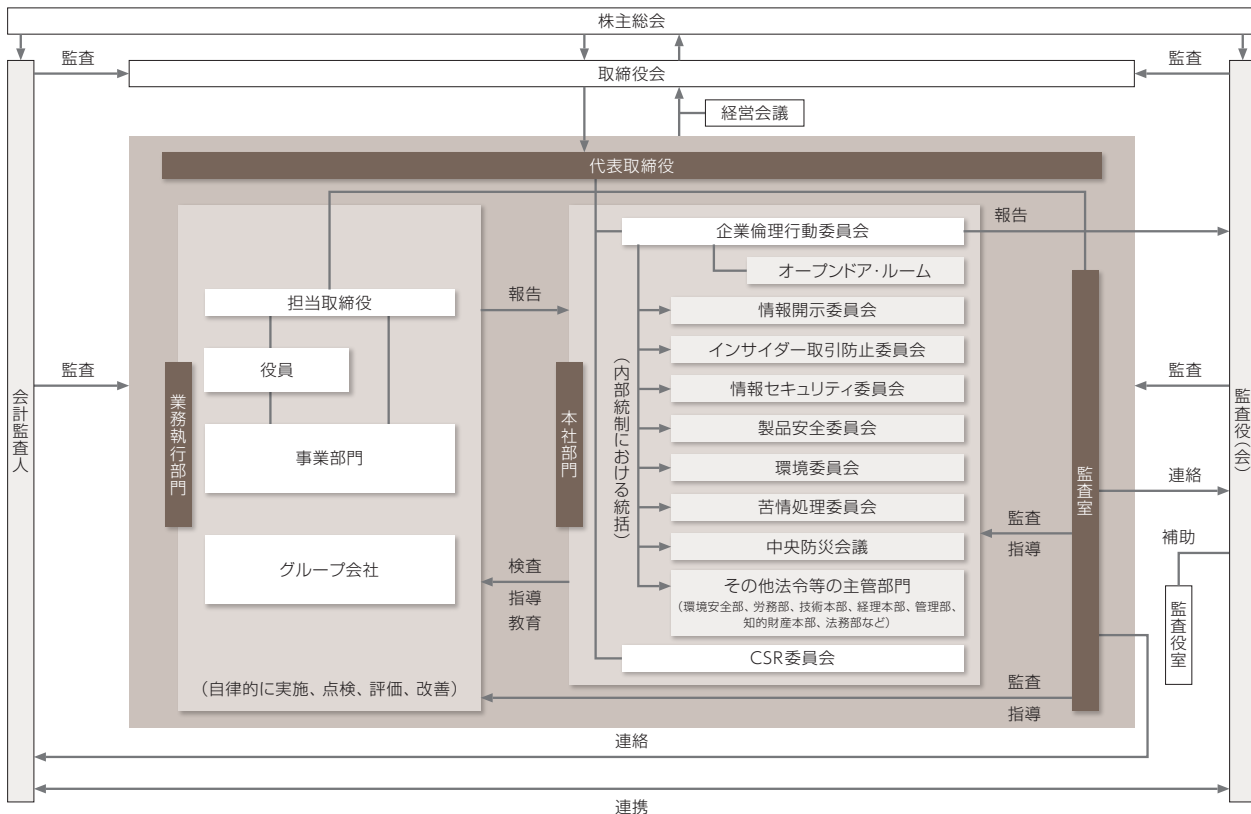 株主総会
監査
取締役会
監査
経営会議
代表取締役
企業倫理行動委員会
報告
オープンドア・ルーム
担当取締役
報告
情報開示委員会
インサイダー取引防止委員会
役員
監査
監査
情報セキュリティ委員会
会計監査人
業務執行部門
本社部門
(内部統制における統括)
監査室
監査役(会)
製品安全委員会
事業部門
環境委員会
連絡
苦情処理委員会
監査
指導
補助
中央防災会議
グループ会社
検査
指導
教育
その他法令等の主管部門
(環境安全部、労務部、技術本部、経理本部、管理部、
知的財産本部、法務部など)
監査役室
CSR委員会
(自律的に実施、点検、評価、改善)
監査
指導
連絡
連携